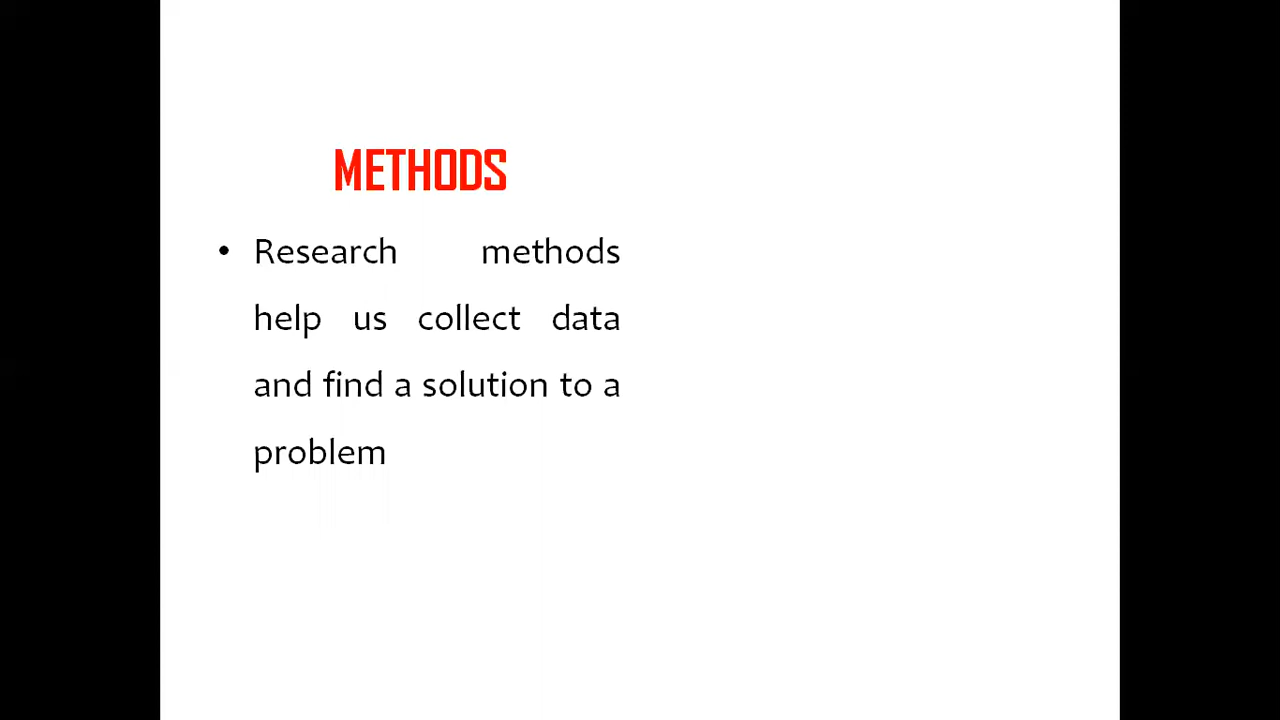 METHODS
• Research methods
help us collect data
and find a solution to a
problem